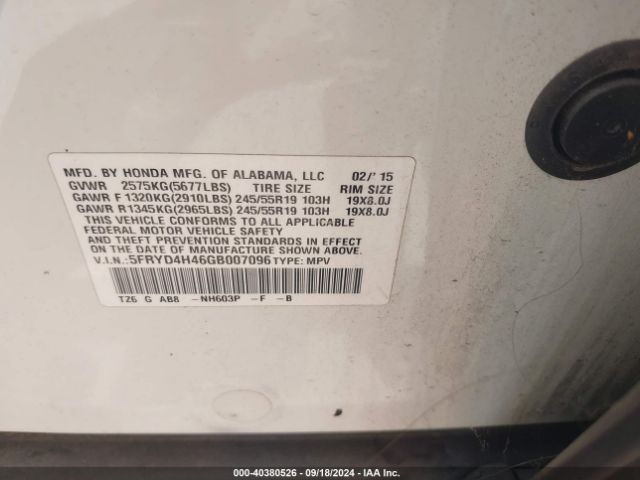 MFD. BY HONDA MFG. OF ALABAMA, LLC 02/'15
GVWR 2575KG(5677LBS) TIRE SIZE RIM SIZE
GAWR F 1320KG(2910LBS) 245/55R19 103H 19X8.0J
GAWR R 1345KG(2965LBS) 245/55R19 103H 19X8.0J
THIS VEHICLE CONFORMS TO ALL APPLICABLE
FEDERAL MOTOR VEHICLE SAFETY
AND THEFT PREVENTION STANDARDS IN EFFECT
ON THE DATE OF MANUFACTURE SHOWN ABOVE.
V.I.N.:5FRYD4H46GB007096 TYPE: MPV
TZ6 G AB8 -NH603P -F -B
000-40380526 - 09/18/2024 - IAAI.COM